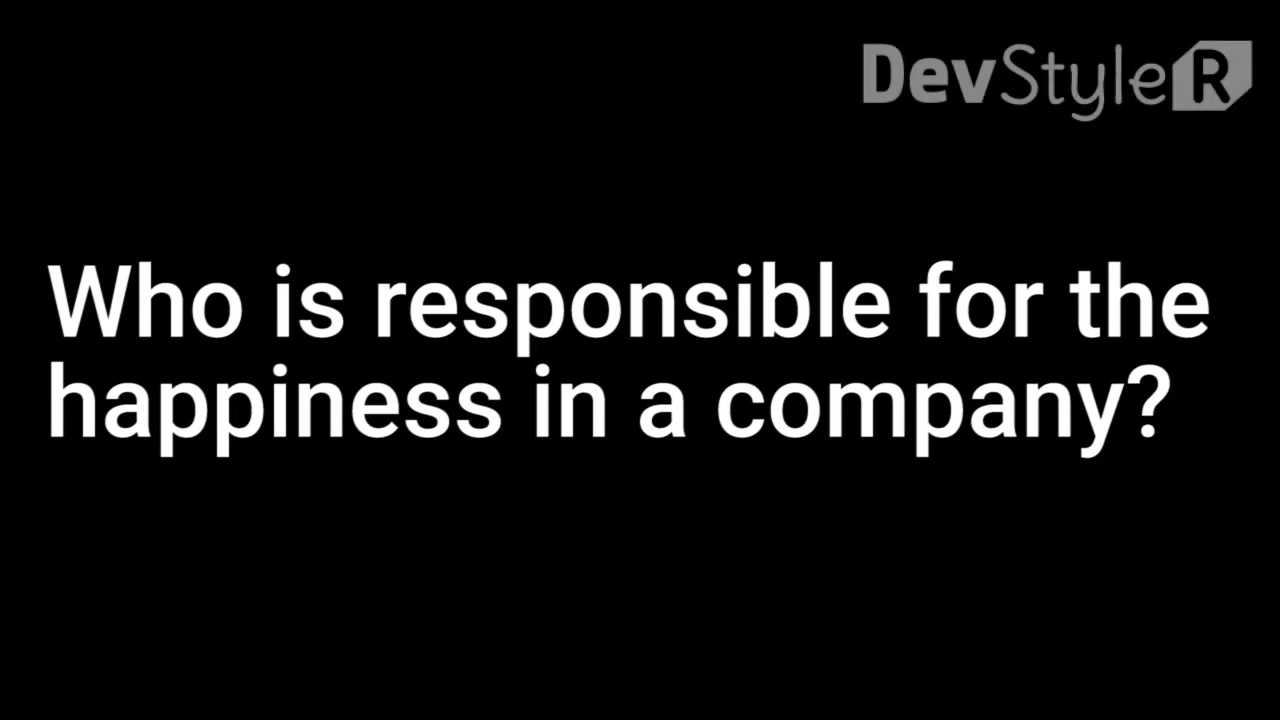 DevStyleR
Who is responsible for the
happiness in a company?